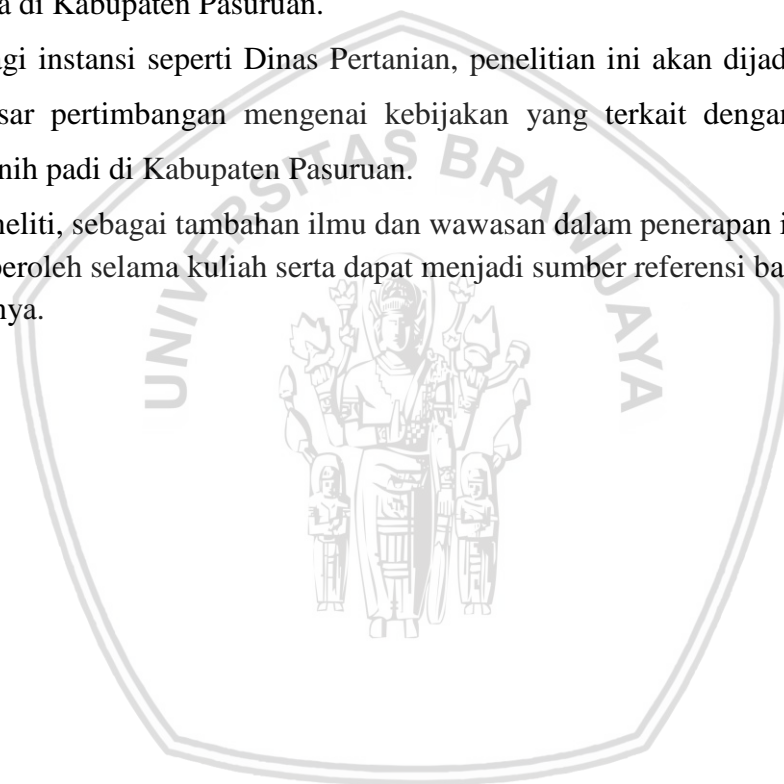 a di Kabupaten Pasuruan.
gi instansi seperti Dinas Pertanian, penelitian ini akan dijad
sar pertimbangan mengenai kebijakan yang terkait dengan
nih padi di Kabupaten Pasuruan.
neliti, sebagai tambahan ilmu dan wawasan dalam penerapan i
peroleh selama kuliah serta dapat menjadi sumber referensi ba
nya.
UNIVERSITAS BRAWIJAYA